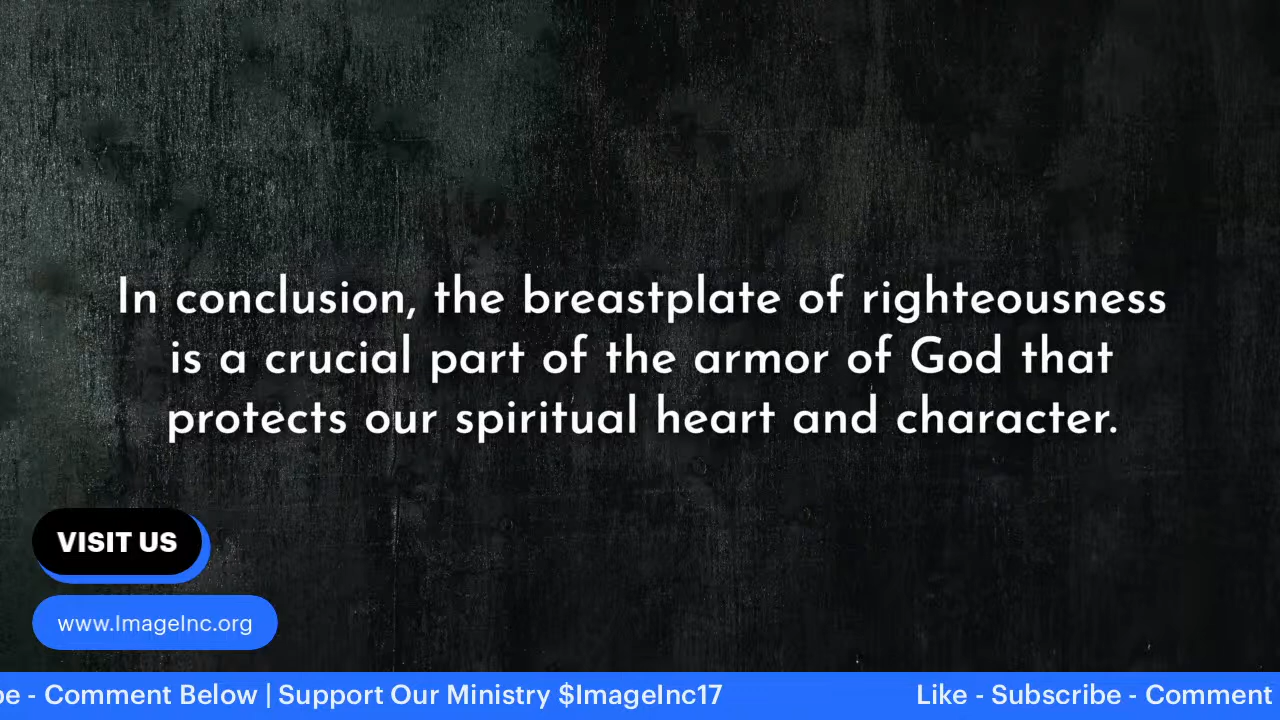 In conclusion, the breastplate of righteousness
is a crucial part of the armor of God that
protects our spiritual heart and character.
VISIT US
www.ImageInc.org
be - Comment Below | Support Our Ministry $ImageInc17 Like - Subscribe - Comment